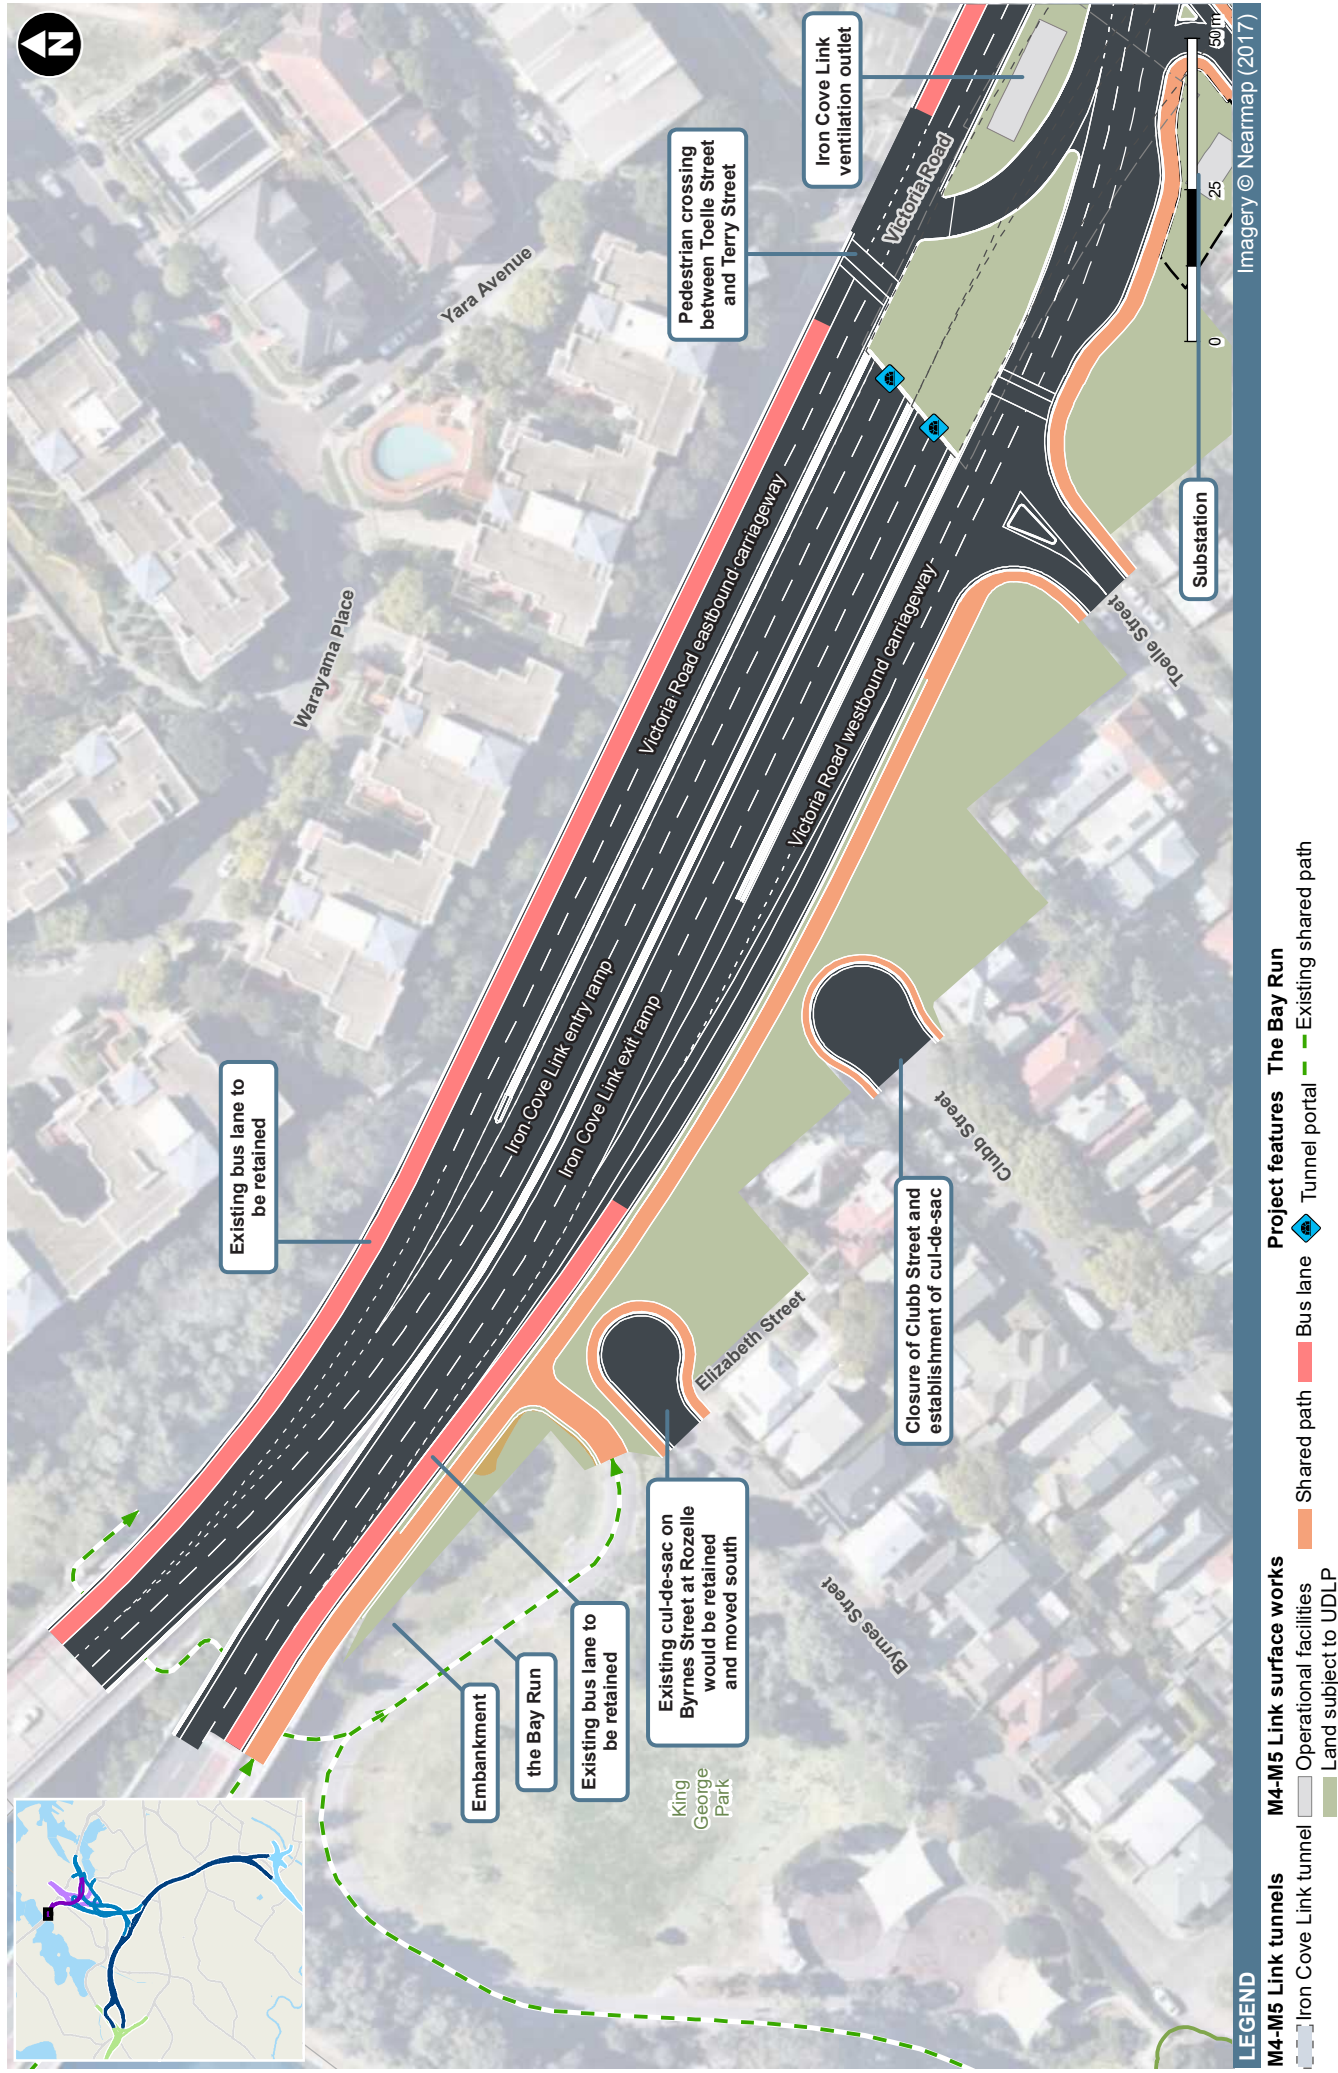 N
Existing bus lane to
be retained
Warayama Place
Yara Avenue
Pedestrian crossing
between Toelle Street
and Terry Street
Iron Cove Link
ventilation outlet
Victoria Road
Victoria Road eastbound carriageway
Iron Cove Link entry ramp
Iron Cove Link exit ramp
Victoria Road westbound carriageway
Embankment
the Bay Run
Existing bus lane to
be retained
Existing cul-de-sac on
Byrnes Street at Rozelle
would be retained
and moved south
King
George
Park
Elizabeth Street
Byrnes Street
Clubb Street
Closure of Clubb Street and
establishment of cul-de-sac
Toelle Street
Substation
0
25
50 m
LEGEND
Imagery © Nearmap (2017)
M4-M5 Link tunnels
Iron Cove Link tunnel
M4-M5 Link surface works
Operational facilities
Land subject to UDLP
Shared path
Bus lane
Project features
Tunnel portal
The Bay Run
Existing shared path